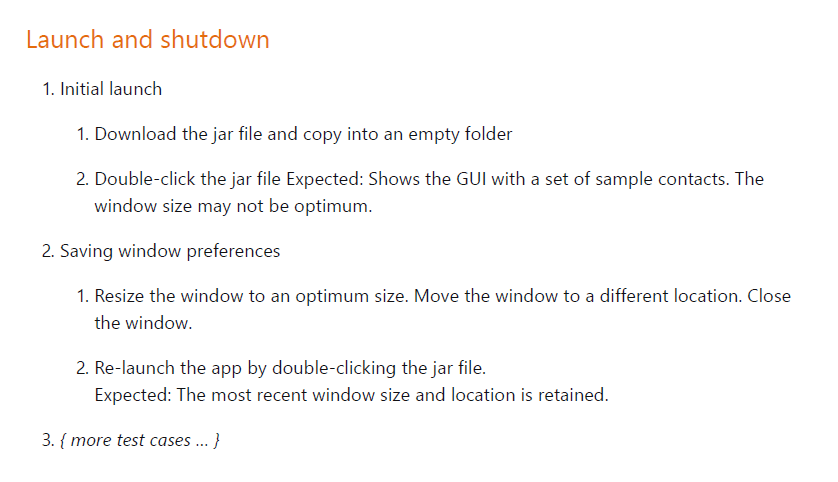 Launch and shutdown
1. Initial launch
1. Download the jar file and copy into an empty folder
2. Double-click the jar file Expected: Shows the GUI with a set of sample contacts. The
window size may not be optimum.
2. Saving window preferences
1. Resize the window to an optimum size. Move the window to a different location. Close
the window.
2. Re-launch the app by double-clicking the jar file.
Expected: The most recent window size and location is retained.
3. { more test cases … }